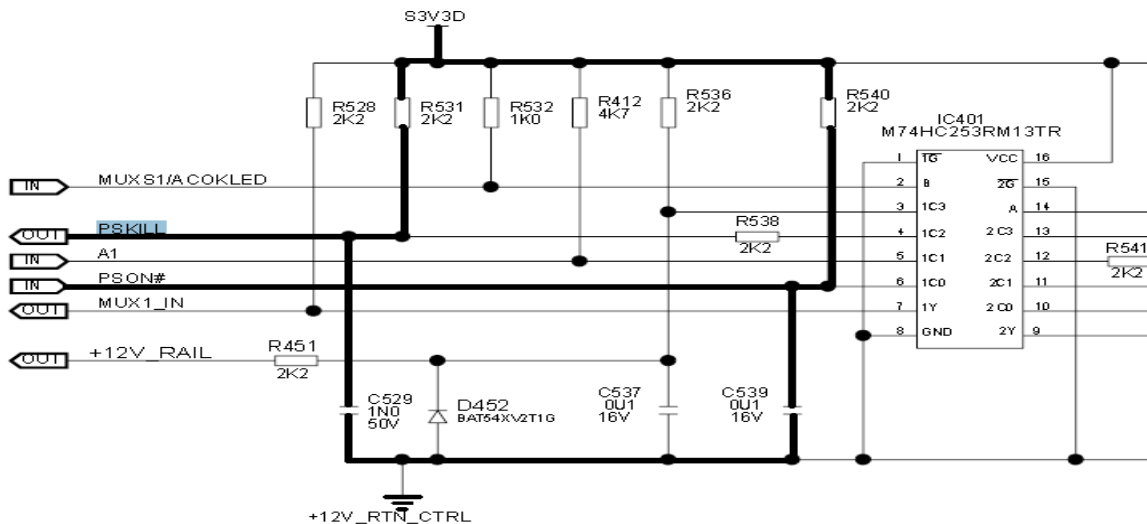 S3V3D
R528
2K2
R531
2K2
R532
1K0
R412
4K7
R536
2K2
R540
2K2
IC401
M74HC253RM13TR
1 1G VCC 16
2 B 2G 15
3 1C3 A 14
4 1C2 2C3 13
5 1C1 2C2 12
6 1C0 2C1 11
7 1Y 2C0 10
8 GND 2Y 9
IN MUXS1/ACOKLED
OUT PSKILL
R538
2K2
IN A1
R541
2K2
IN PSON#
OUT MUX1_IN
OUT +12V_RAIL
R451
2K2
C529
1N0
50V
D452
BAT54XV2T1G
C537
0U1
16V
C539
0U1
16V
+12V_RTN_CTRL